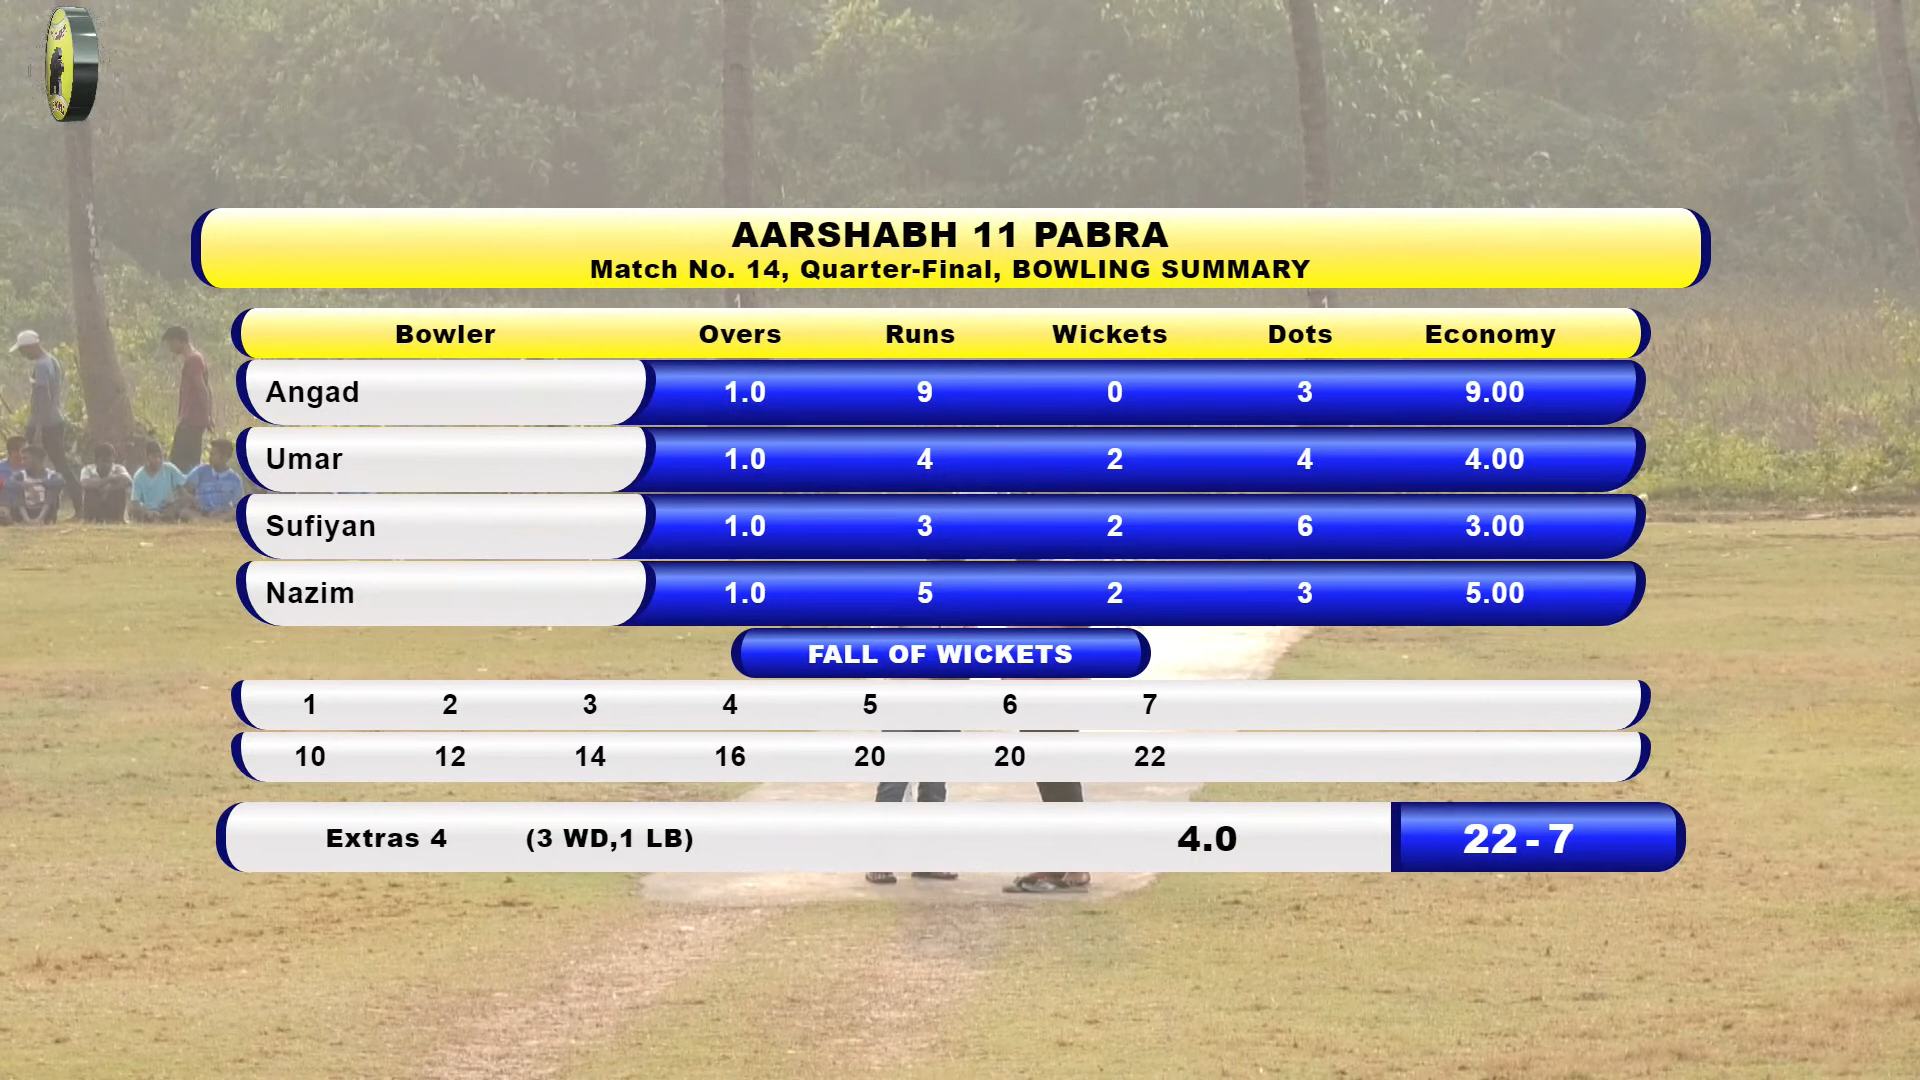 AARSHABH 11 PABRA
Match No. 14, Quarter-Final, BOWLING SUMMARY
Bowler Overs Runs Wickets Dots Economy
Angad 1.0 9 0 3 9.00
Umar 1.0 4 2 4 4.00
Sufiyan 1.0 3 2 6 3.00
Nazim 1.0 5 2 3 5.00
FALL OF WICKETS
1 2 3 4 5 6 7
10 12 14 16 20 20 22
Extras 4 (3 WD,1 LB) 4.0 22 - 7